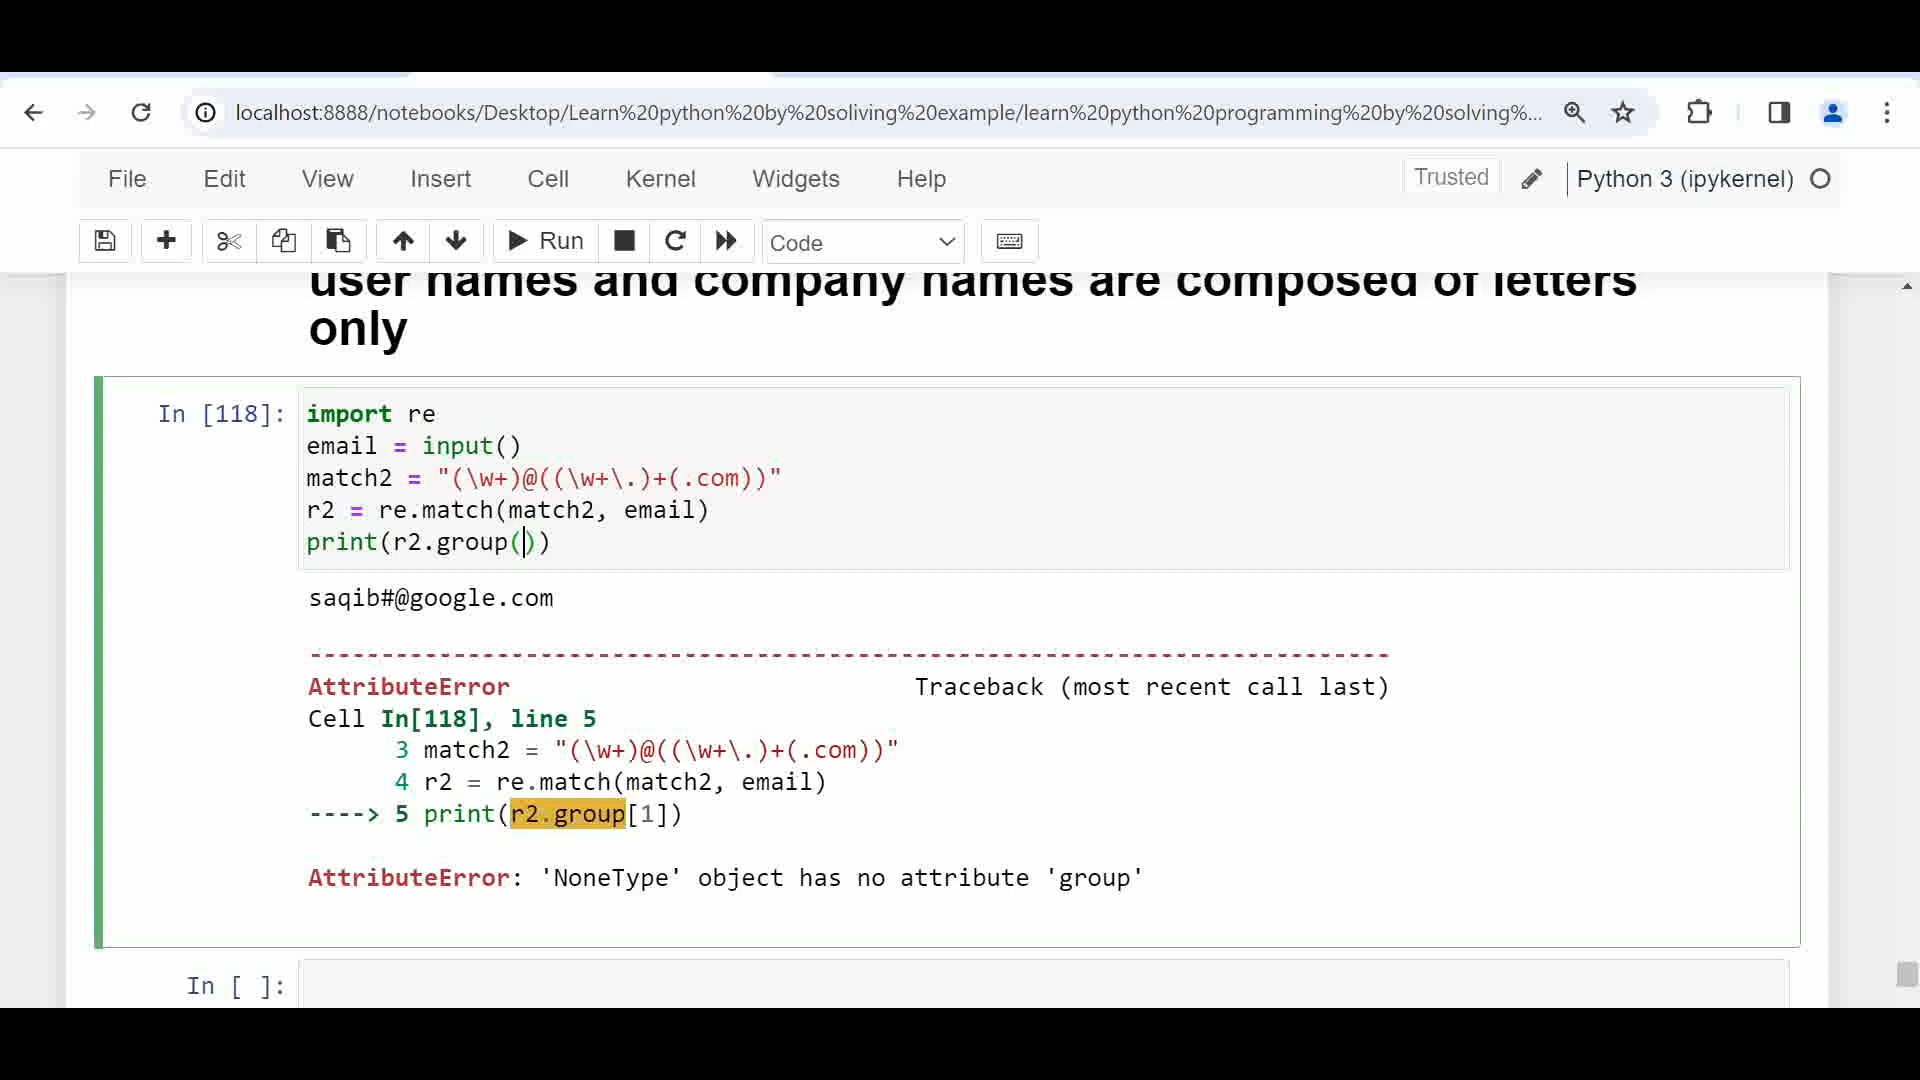 localhost:8888/notebooks/Desktop/Learn%20python%20by%20soliving%20example/learn%20python%20programming%20by%20solving%...
File Edit View Insert Cell Kernel Widgets Help Trusted Python 3 (ipykernel)
Run Code
user names and company names are composed of letters
only
In [118]: import re
email = input()
match2 = "(\w+)@((\w+\.)+(.com))"
r2 = re.match(match2, email)
print(r2.group())
saqib#@google.com
---------------------------------------------------------------------------
AttributeError Traceback (most recent call last)
Cell In[118], line 5
3 match2 = "(\w+)@((\w+\.)+(.com))"
4 r2 = re.match(match2, email)
----> 5 print(r2.group[1])
AttributeError: 'NoneType' object has no attribute 'group'
In [ ]: